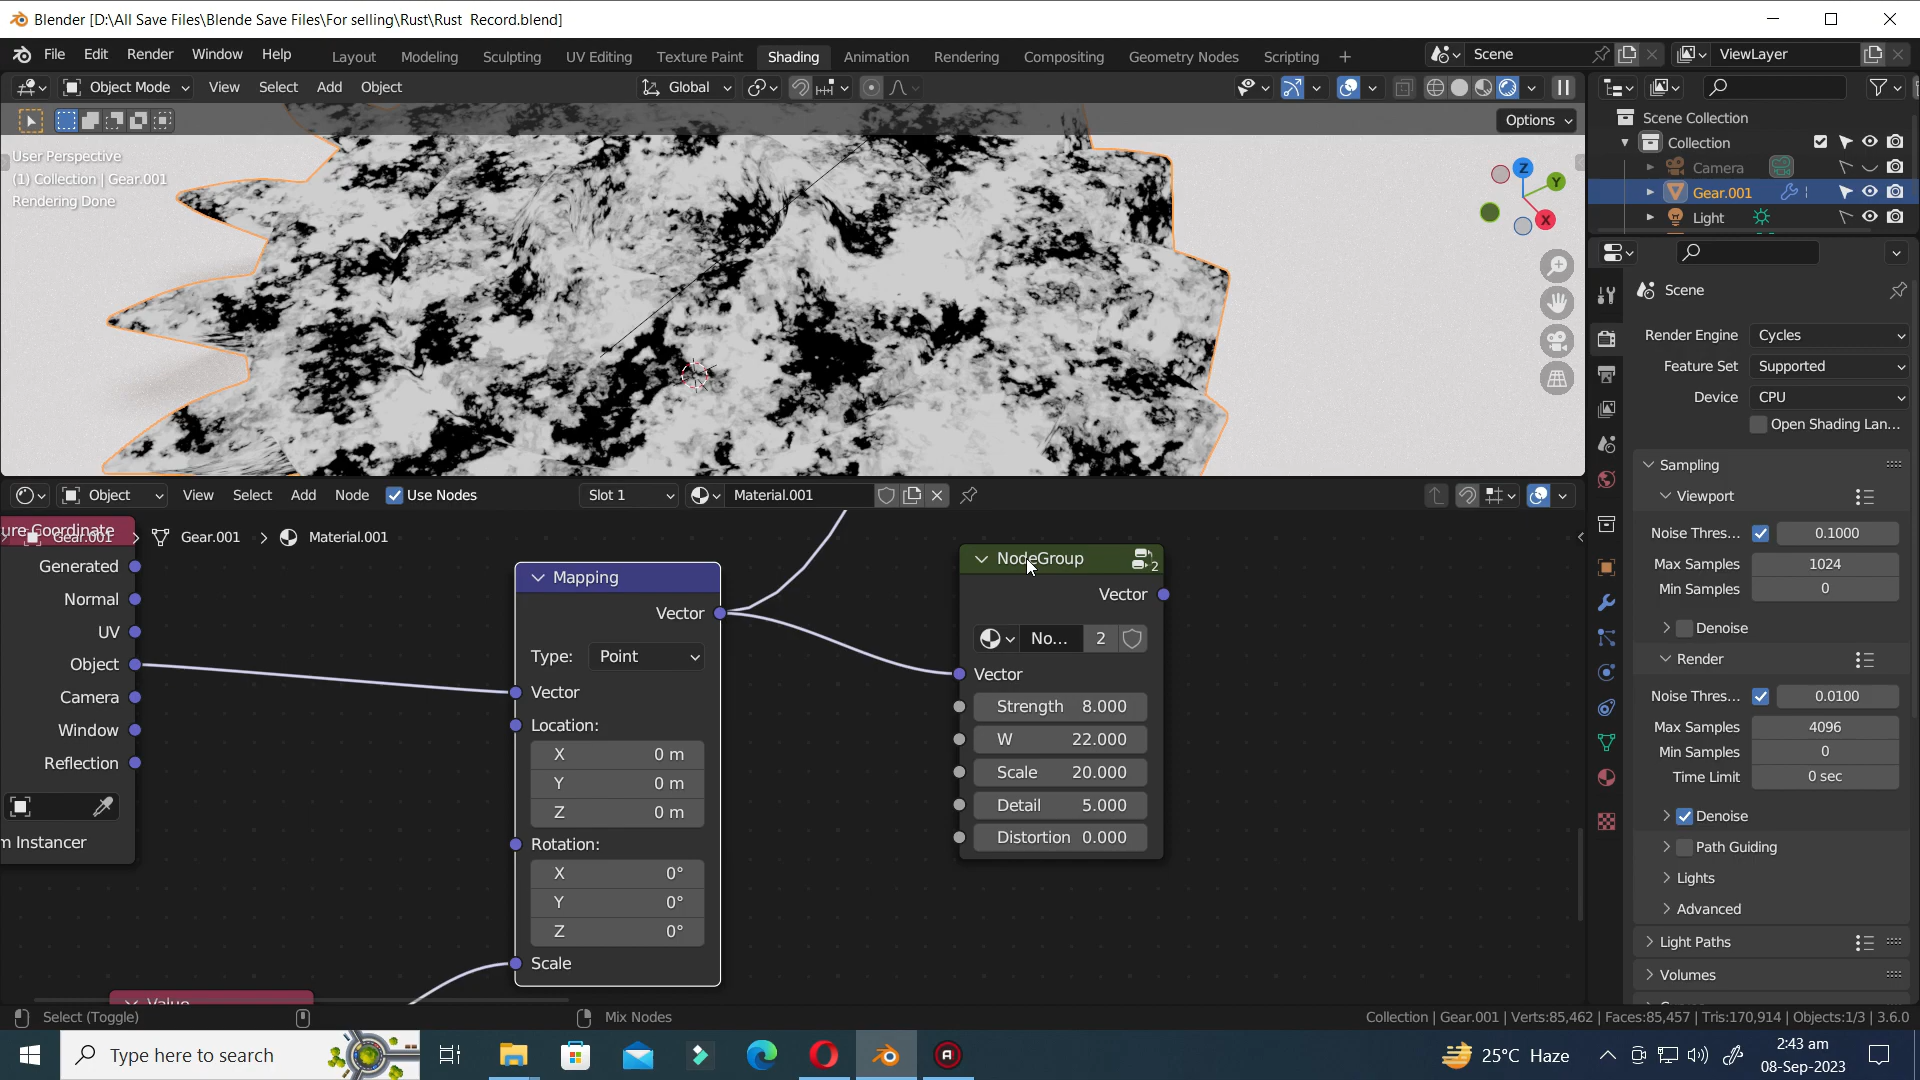 Blender [D:\All Save Files\Blende Save Files\For selling\Rust\Rust  Record.blend]
File Edit Render Window Help Layout Modeling Sculpting UV Editing Texture Paint Shading Animation Rendering Compositing Geometry Nodes Scripting Scene ViewLayer
Object Mode View Select Add Object Global
Options
User Perspective
(1) Collection | Gear.001
Rendering Done
Z
Y
X
Scene Collection
Collection
Camera
Gear.001
Light
Scene
Render Engine Cycles
Feature Set Supported
Device CPU
Open Shading Lan...
Sampling
Viewport
Noise Thres... 0.1000
Max Samples 1024
Min Samples 0
Denoise
Render
Noise Thres... 0.0100
Max Samples 4096
Min Samples 0
Time Limit 0 sec
Denoise
Path Guiding
Lights
Advanced
Light Paths
Volumes
Object View Select Add Node Use Nodes Slot 1 Material.001
ure Coordinate
Gear.001 Gear.001 Material.001
Generated
Normal
UV
Object
Camera
Window
Reflection
m Instancer
Value
Mapping
Vector
Type: Point
Vector
Location:
X 0 m
Y 0 m
Z 0 m
Rotation:
X 0°
Y 0°
Z 0°
Scale
NodeGroup 2
Vector
No... 2
Vector
Strength 8.000
W 22.000
Scale 20.000
Detail 5.000
Distortion 0.000
Select (Toggle) Mix Nodes Collection | Gear.001 | Verts:85,462 | Faces:85,457 | Tris:170,914 | Objects:1/3 | 3.6.0
Type here to search 25°C Haze 2:43 am
08-Sep-2023